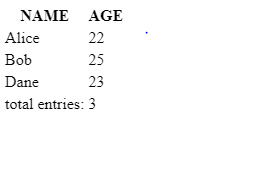 NAME AGE
Alice 22
Bob 25
Dane 23
total entries: 3